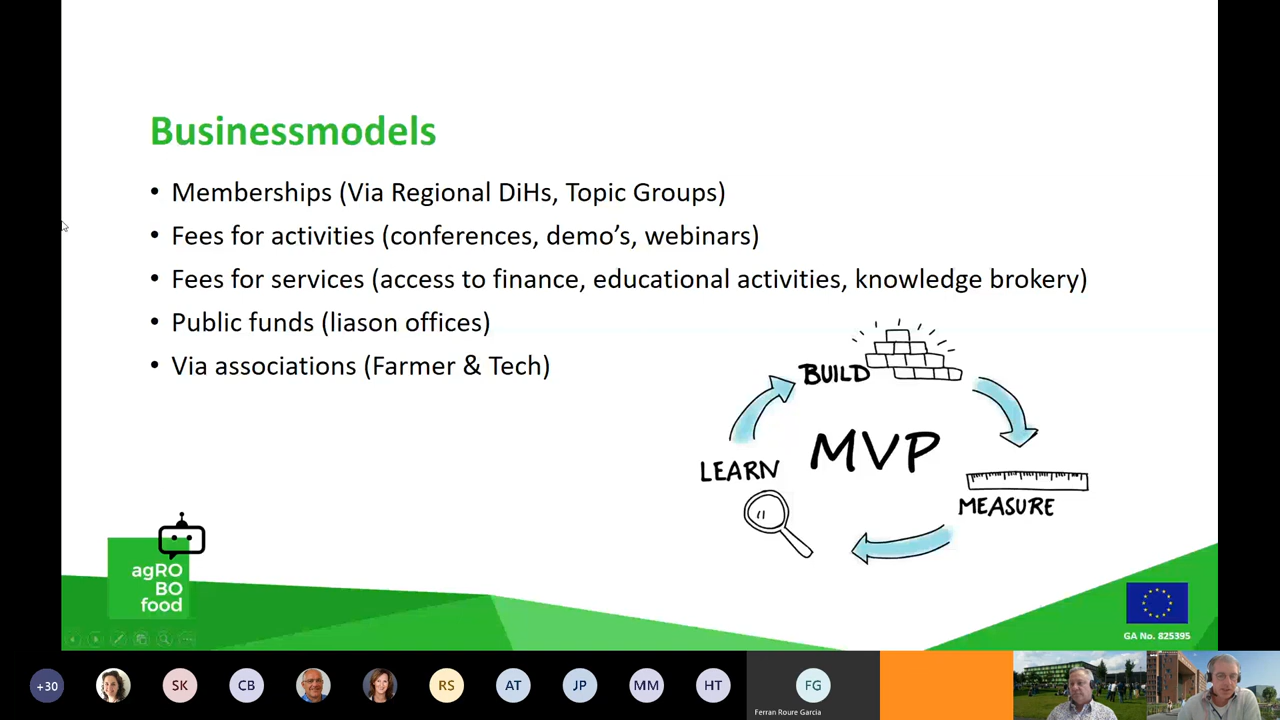 Businessmodels
• Memberships (Via Regional DiHs, Topic Groups)
• Fees for activities (conferences, demo’s, webinars)
• Fees for services (access to finance, educational activities, knowledge brokery)
• Public funds (liason offices)
• Via associations (Farmer & Tech)
BUILD
MVP
LEARN
MEASURE
agRO
BO
food
GA No. 825395
+30
SK
CB
RS
AT
JP
MM
HT
FG
Ferran Roure Garcia